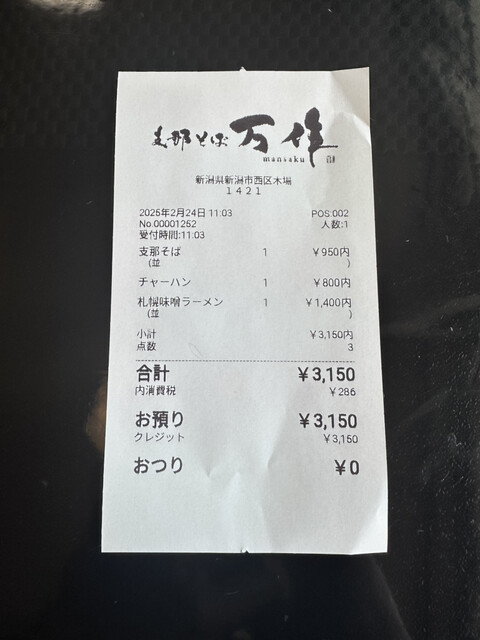 支那そば 万作
mansaku
新潟県新潟市西区木場
１４２１
2025年2月24日 11:03 POS:002
No.00001252 人数:1
受付時間:11:03
支那そば 1 ￥950内
(並 )
チャーハン 1 ￥800内
札幌味噌ラーメン 1 ￥1,400内
(並 )
小計 ￥3,150内
点数 3
合計 ￥3,150
内消費税 ￥286
お預り ￥3,150
クレジット ￥3,150
おつり ￥0